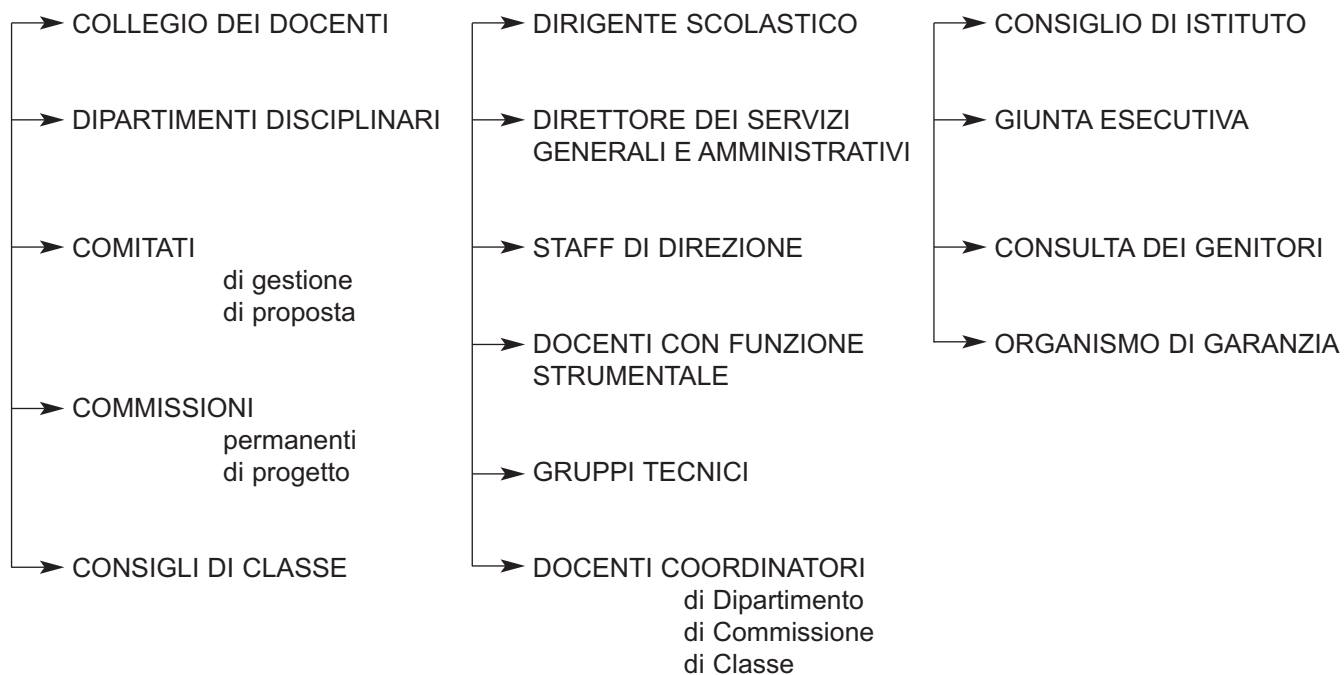 COLLEGIO DEI DOCENTI
DIPARTIMENTI DISCIPLINARI
COMITATI
di gestione
di proposta
COMMISSIONI
permanenti
di progetto
CONSIGLI DI CLASSE
DIRIGENTE SCOLASTICO
DIRETTORE DEI SERVIZI
GENERALI E AMMINISTRATIVI
STAFF DI DIREZIONE
DOCENTI CON FUNZIONE
STRUMENTALE
GRUPPI TECNICI
DOCENTI COORDINATORI
di Dipartimento
di Commissione
di Classe
CONSIGLIO DI ISTITUTO
GIUNTA ESECUTIVA
CONSULTA DEI GENITORI
ORGANISMO DI GARANZIA